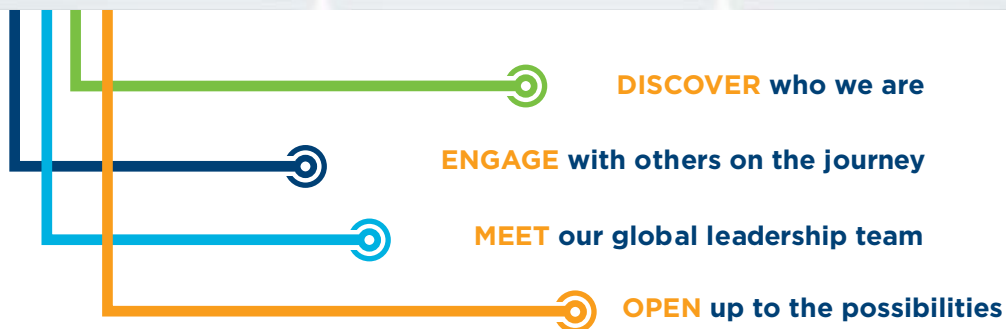 DISCOVER who we are
ENGAGE with others on the journey
MEET our global leadership team
OPEN up to the possibilities